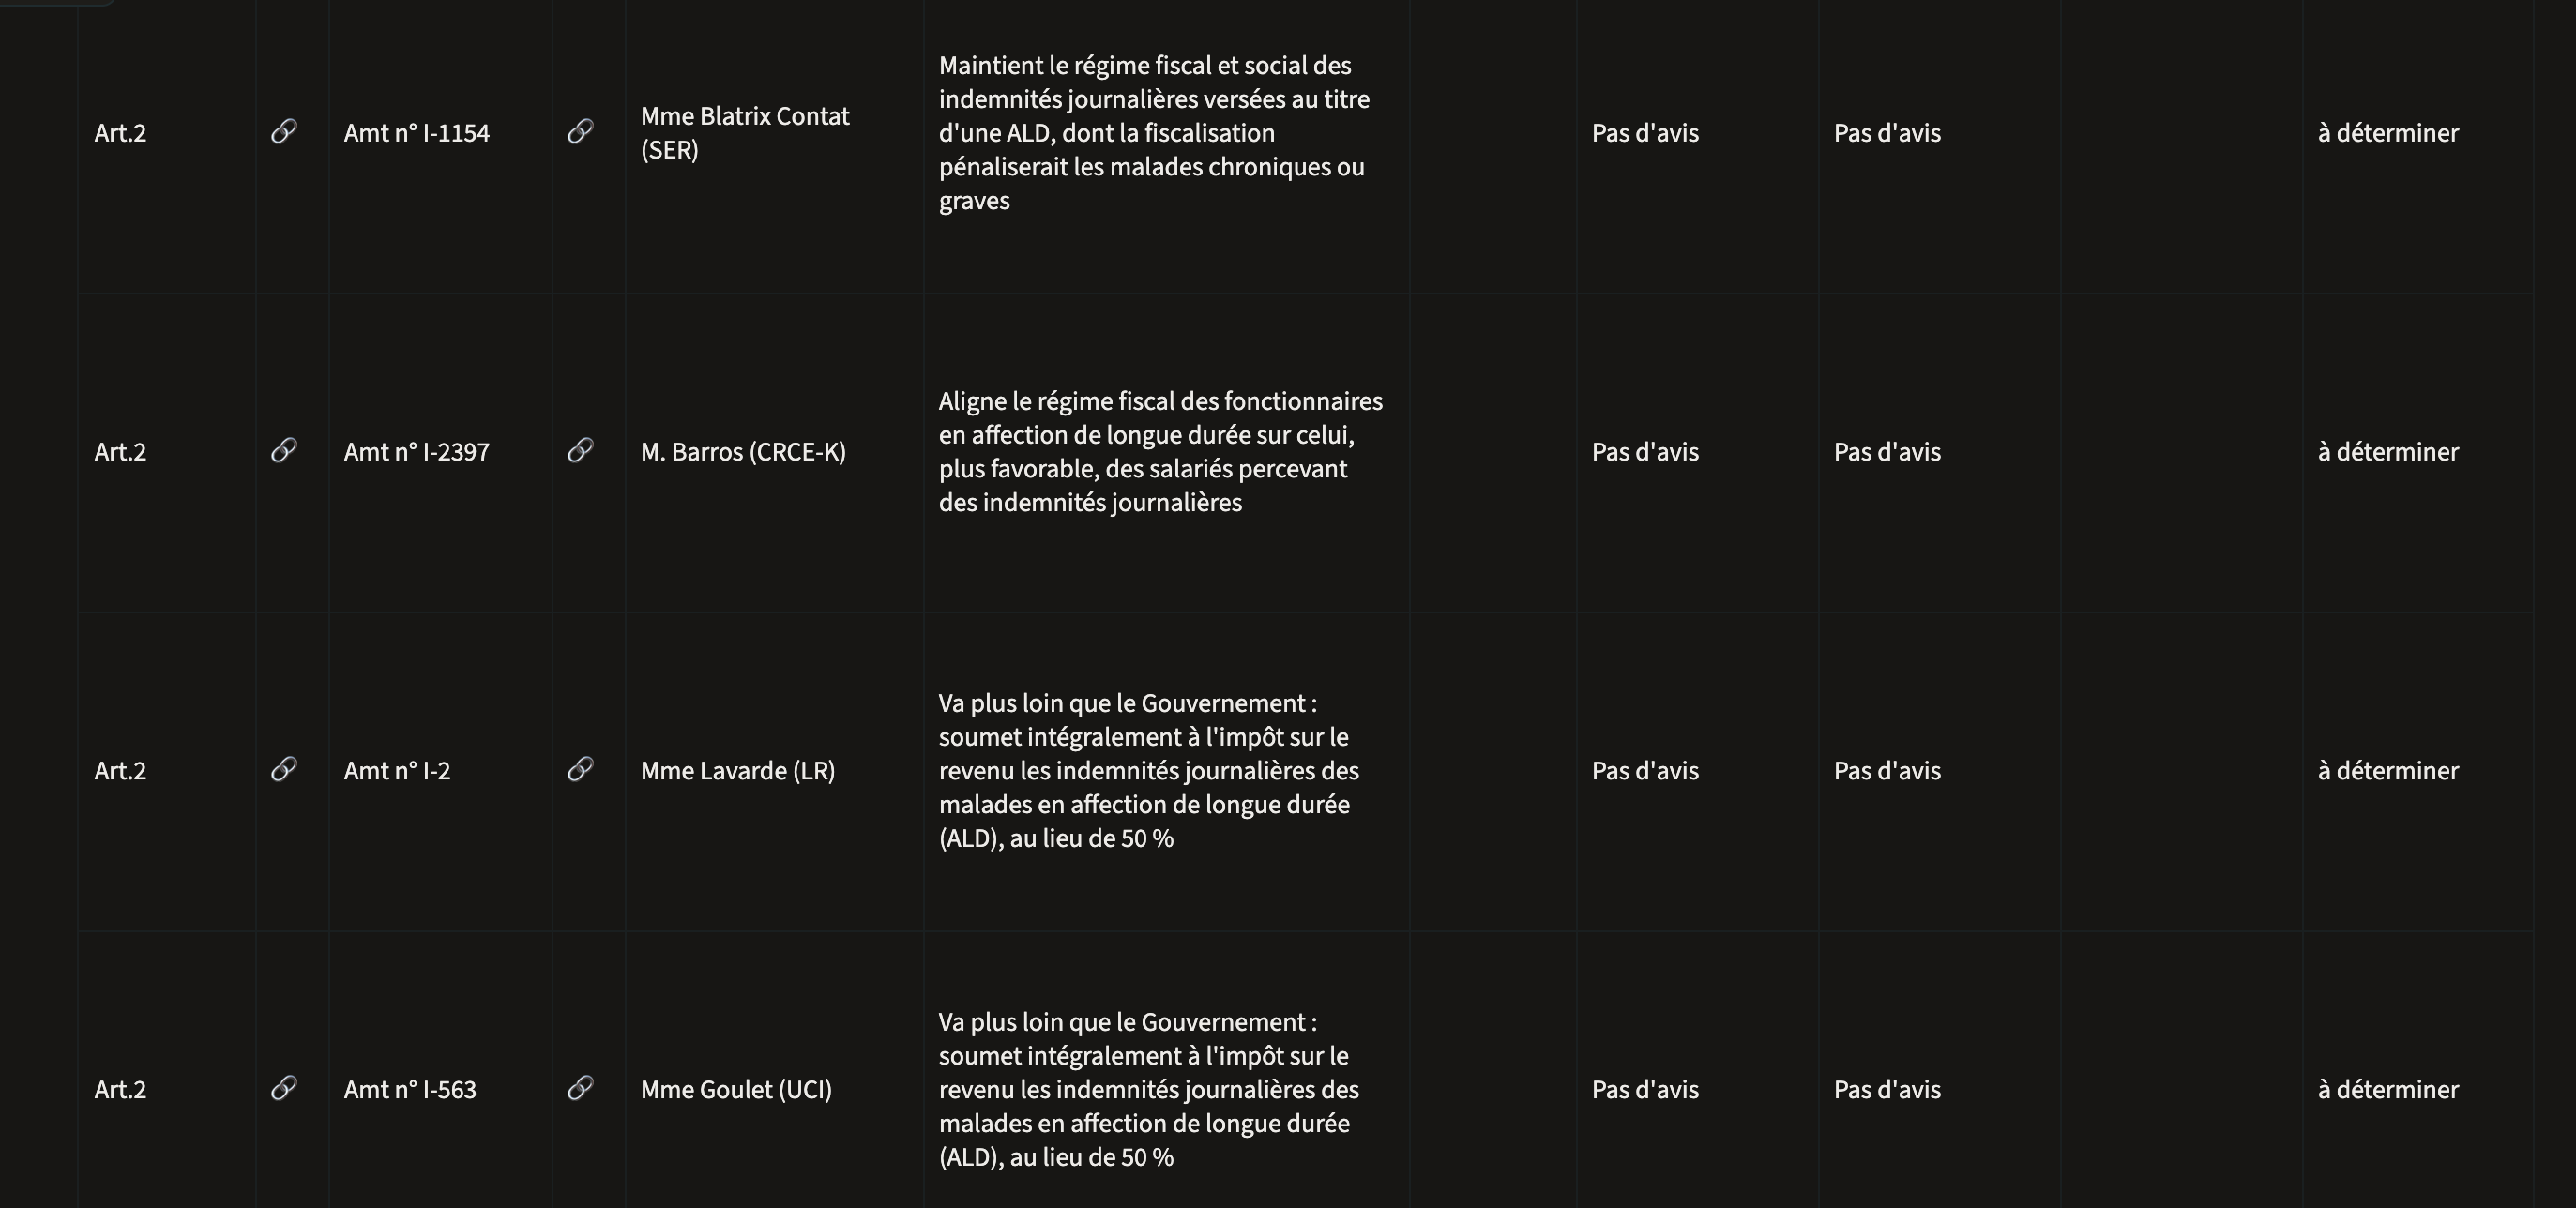 Art.2
Amt n° I-1154
Mme Blatrix Contat
(SER)
Maintient le régime fiscal et social des
indemnités journalières versées au titre
d'une ALD, dont la fiscalisation
pénaliserait les malades chroniques ou
graves
Pas d'avis
Pas d'avis
à déterminer
Art.2
Amt n° I-2397
M. Barros (CRCE-K)
Aligne le régime fiscal des fonctionnaires
en affection de longue durée sur celui,
plus favorable, des salariés percevant
des indemnités journalières
Pas d'avis
Pas d'avis
à déterminer
Art.2
Amt n° I-2
Mme Lavarde (LR)
Va plus loin que le Gouvernement :
soumet intégralement à l'impôt sur le
revenu les indemnités journalières des
malades en affection de longue durée
(ALD), au lieu de 50 %
Pas d'avis
Pas d'avis
à déterminer
Art.2
Amt n° I-563
Mme Goulet (UCI)
Va plus loin que le Gouvernement :
soumet intégralement à l'impôt sur le
revenu les indemnités journalières des
malades en affection de longue durée
(ALD), au lieu de 50 %
Pas d'avis
Pas d'avis
à déterminer